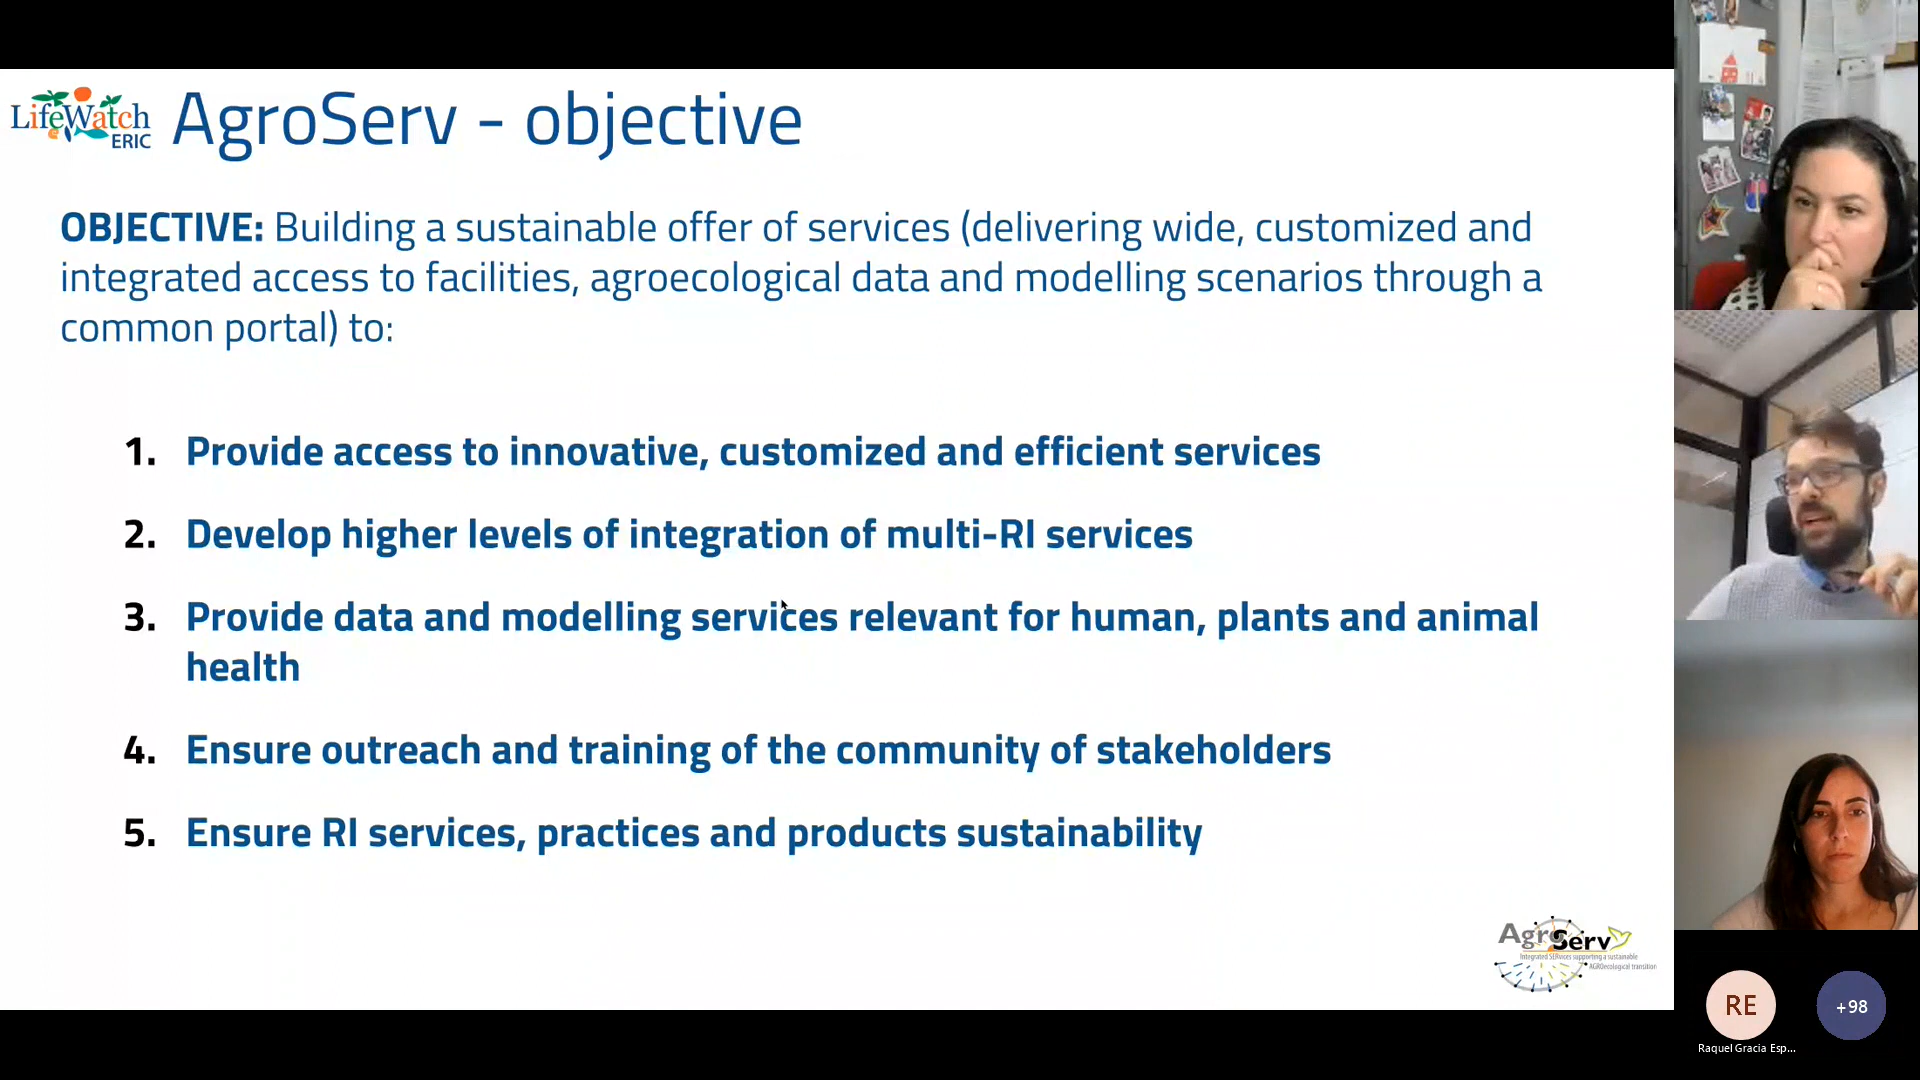 LifeWatch
ERIC
AgroServ - objective
OBJECTIVE: Building a sustainable offer of services (delivering wide, customized and
integrated access to facilities, agroecological data and modelling scenarios through a
common portal) to:
1. Provide access to innovative, customized and efficient services
2. Develop higher levels of integration of multi-RI services
3. Provide data and modelling services relevant for human, plants and animal
health
4. Ensure outreach and training of the community of stakeholders
5. Ensure RI services, practices and products sustainability
AgroServ
Integrated SERvices supporting a sustainable
AGROecological transition
RE
+98
Raquel Gracia Esp...